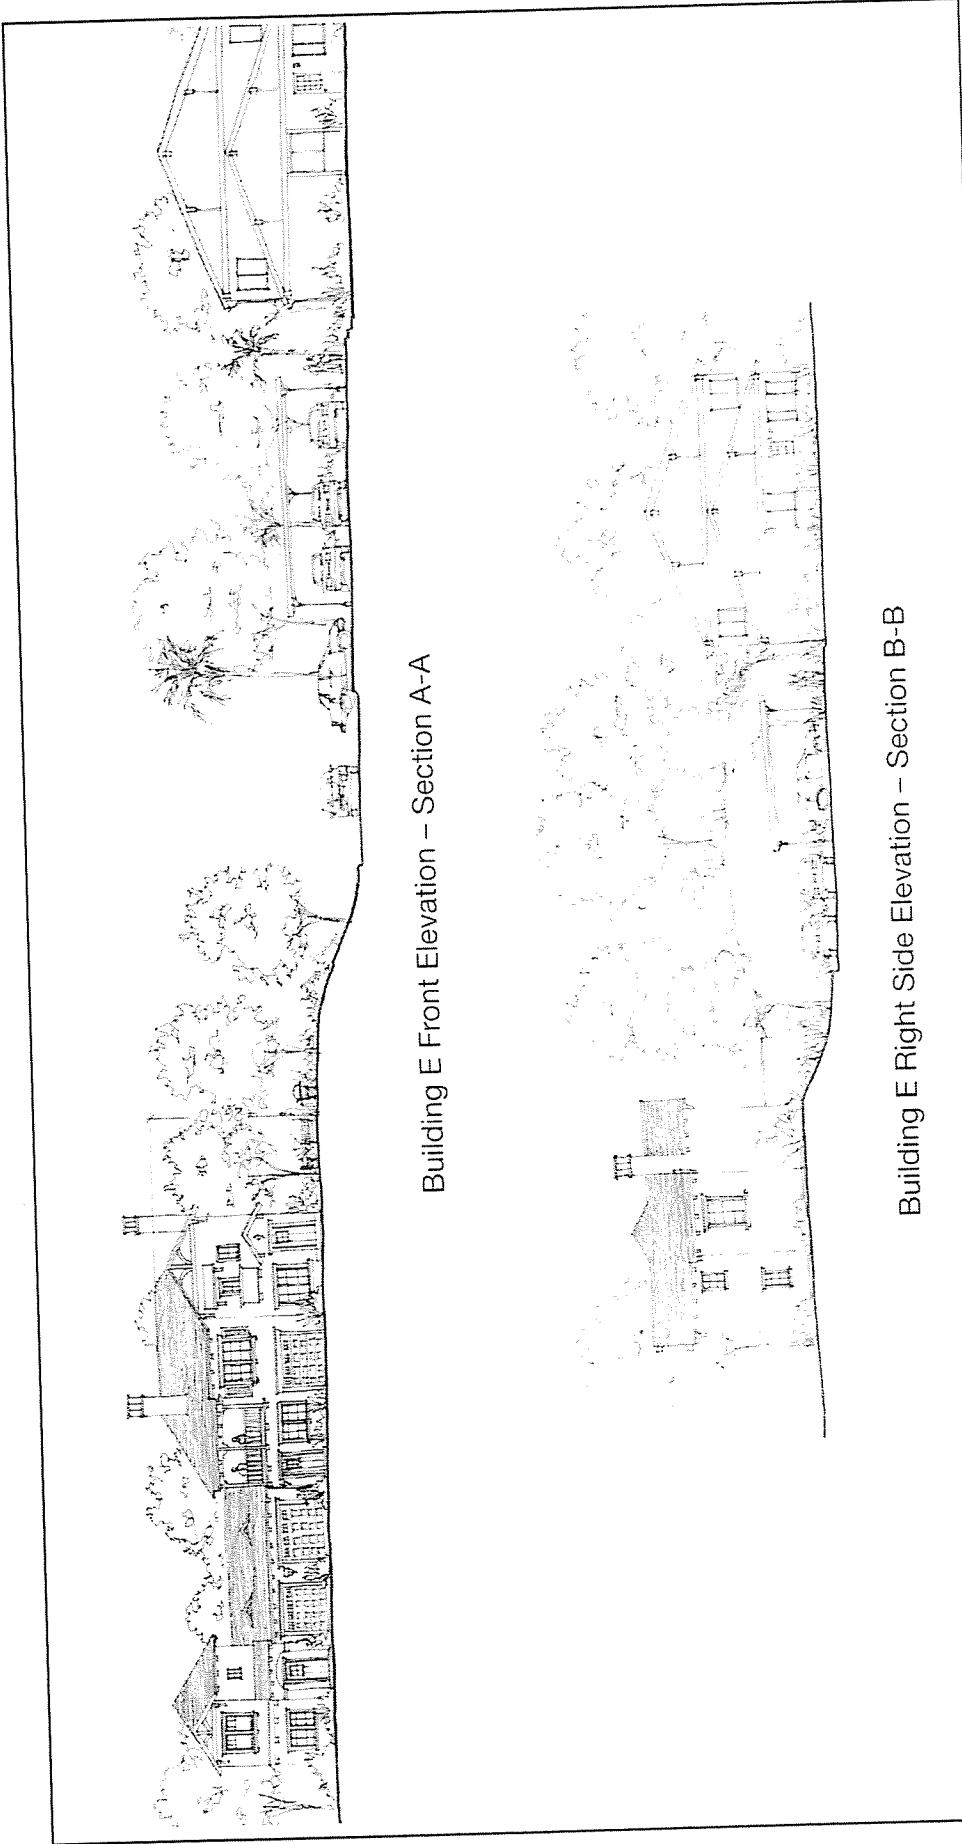 Building E Front Elevation – Section A-A
Building E Right Side Elevation – Section B-B